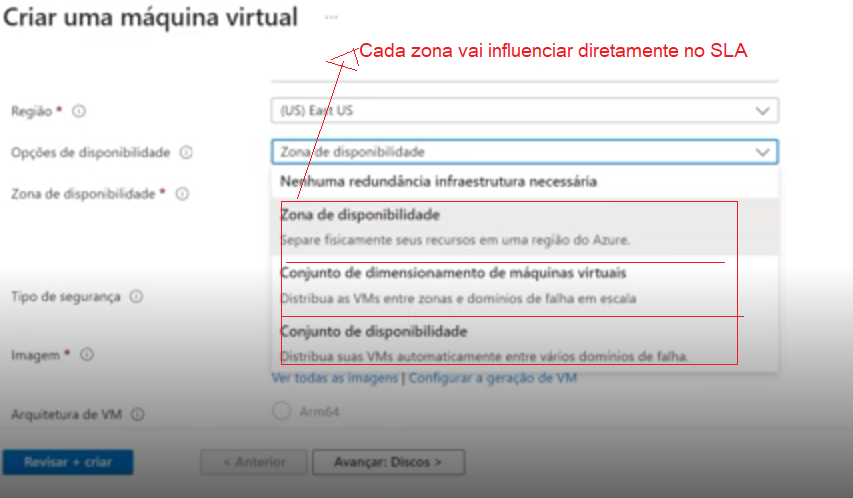 Criar uma máquina virtual ...
Cada zona vai influenciar diretamente no SLA
Região *
(US) East US
Opções de disponibilidade
Zona de disponibilidade
Nenhuma redundância infraestrutura necessária
Zona de disponibilidade *
Zona de disponibilidade
Separe fisicamente seus recursos em uma região do Azure.
Conjunto de dimensionamento de máquinas virtuais
Tipo de segurança
Distribua as VMs entre zonas e domínios de falha em escala
Conjunto de disponibilidade
Imagem *
Distribua suas VMs automaticamente entre vários domínios de falha.
Ver todas as imagens | Configurar a geração de VM
Arquitetura de VM
Arm64
Revisar + criar
< Anterior
Avançar: Discos >